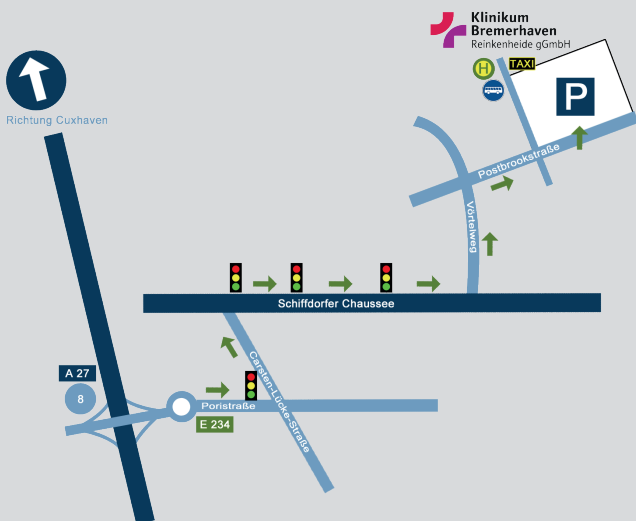 Klinikum
Bremerhaven
Reinkenheide gGmbH
H
TAXI
P
Richtung Cuxhaven
Postbrookstraße
Vörtelweg
Schiffdorfer Chaussee
Carsten-Lücke-Straße
A 27
8
Poristraße
E 234